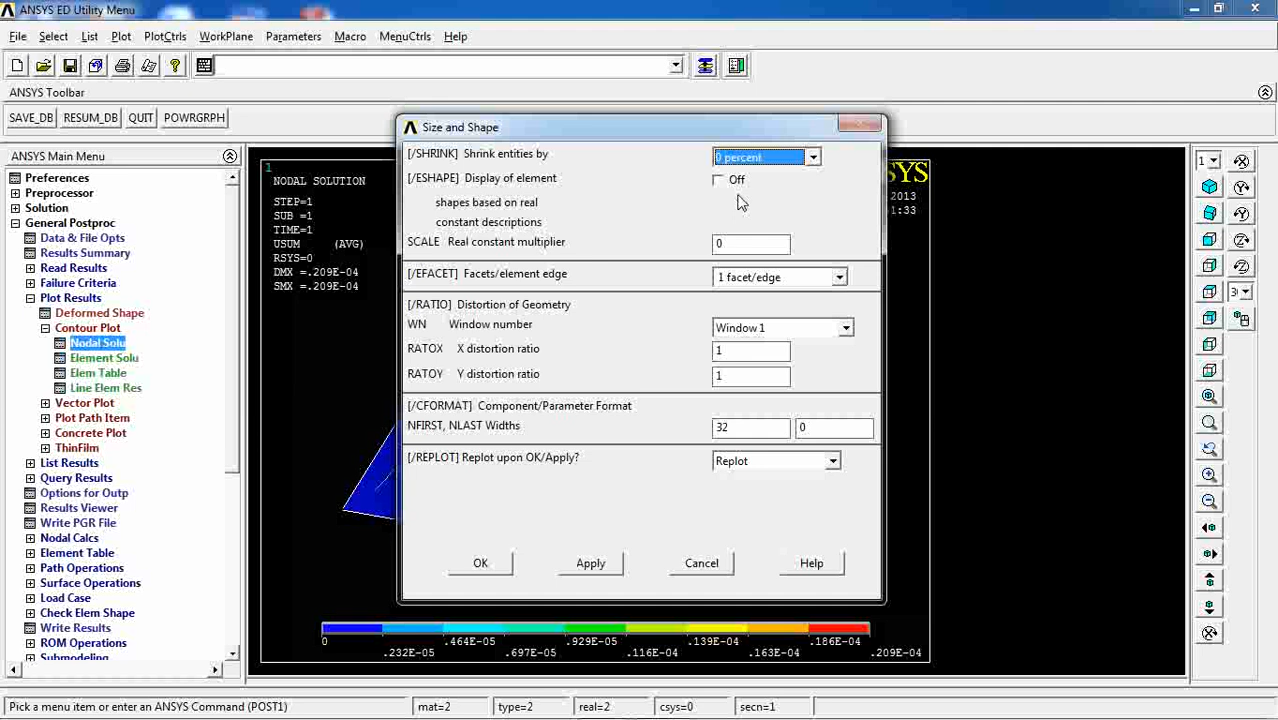 ANSYS ED Utility Menu
File Select List Plot PlotCtrls WorkPlane Parameters Macro MenuCtrls Help
ANSYS Toolbar
SAVE_DB RESUM_DB QUIT POWRGRPH
ANSYS Main Menu
Preferences
Preprocessor
Solution
General Postproc
Data & File Opts
Results Summary
Read Results
Failure Criteria
Plot Results
Deformed Shape
Contour Plot
Nodal Solu
Element Solu
Elem Table
Line Elem Res
Vector Plot
Plot Path Item
Concrete Plot
ThinFilm
List Results
Query Results
Options for Outp
Results Viewer
Write PGR File
Nodal Calcs
Element Table
Path Operations
Surface Operations
Load Case
Check Elem Shape
Write Results
ROM Operations
Submodeling
1
NODAL SOLUTION
STEP=1
SUB =1
TIME=1
USUM (AVG)
RSYS=0
DMX =.209E-04
SMX =.209E-04
SYS
2013
01:33
Size and Shape
[/SHRINK] Shrink entities by 0 percent
[/ESHAPE] Display of element Off
shapes based on real
constant descriptions
SCALE Real constant multiplier 0
[/EFACET] Facets/element edge 1 facet/edge
[/RATIO] Distortion of Geometry
WN Window number Window 1
RATOX X distortion ratio 1
RATOY Y distortion ratio 1
[/CFORMAT] Component/Parameter Format
NFIRST, NLAST Widths 32 0
[/REPLOT] Replot upon OK/Apply? Replot
OK Apply Cancel Help
0 .464E-05 .929E-05 .139E-04 .186E-04
.232E-05 .697E-05 .116E-04 .163E-04 .209E-04
1
3
Pick a menu item or enter an ANSYS Command (POST1) mat=2 type=2 real=2 csys=0 secn=1